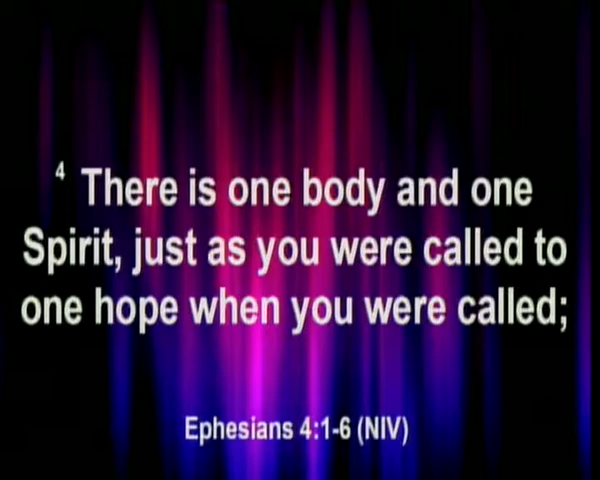 4 There is one body and one
Spirit, just as you were called to
one hope when you were called;
Ephesians 4:1-6 (NIV)